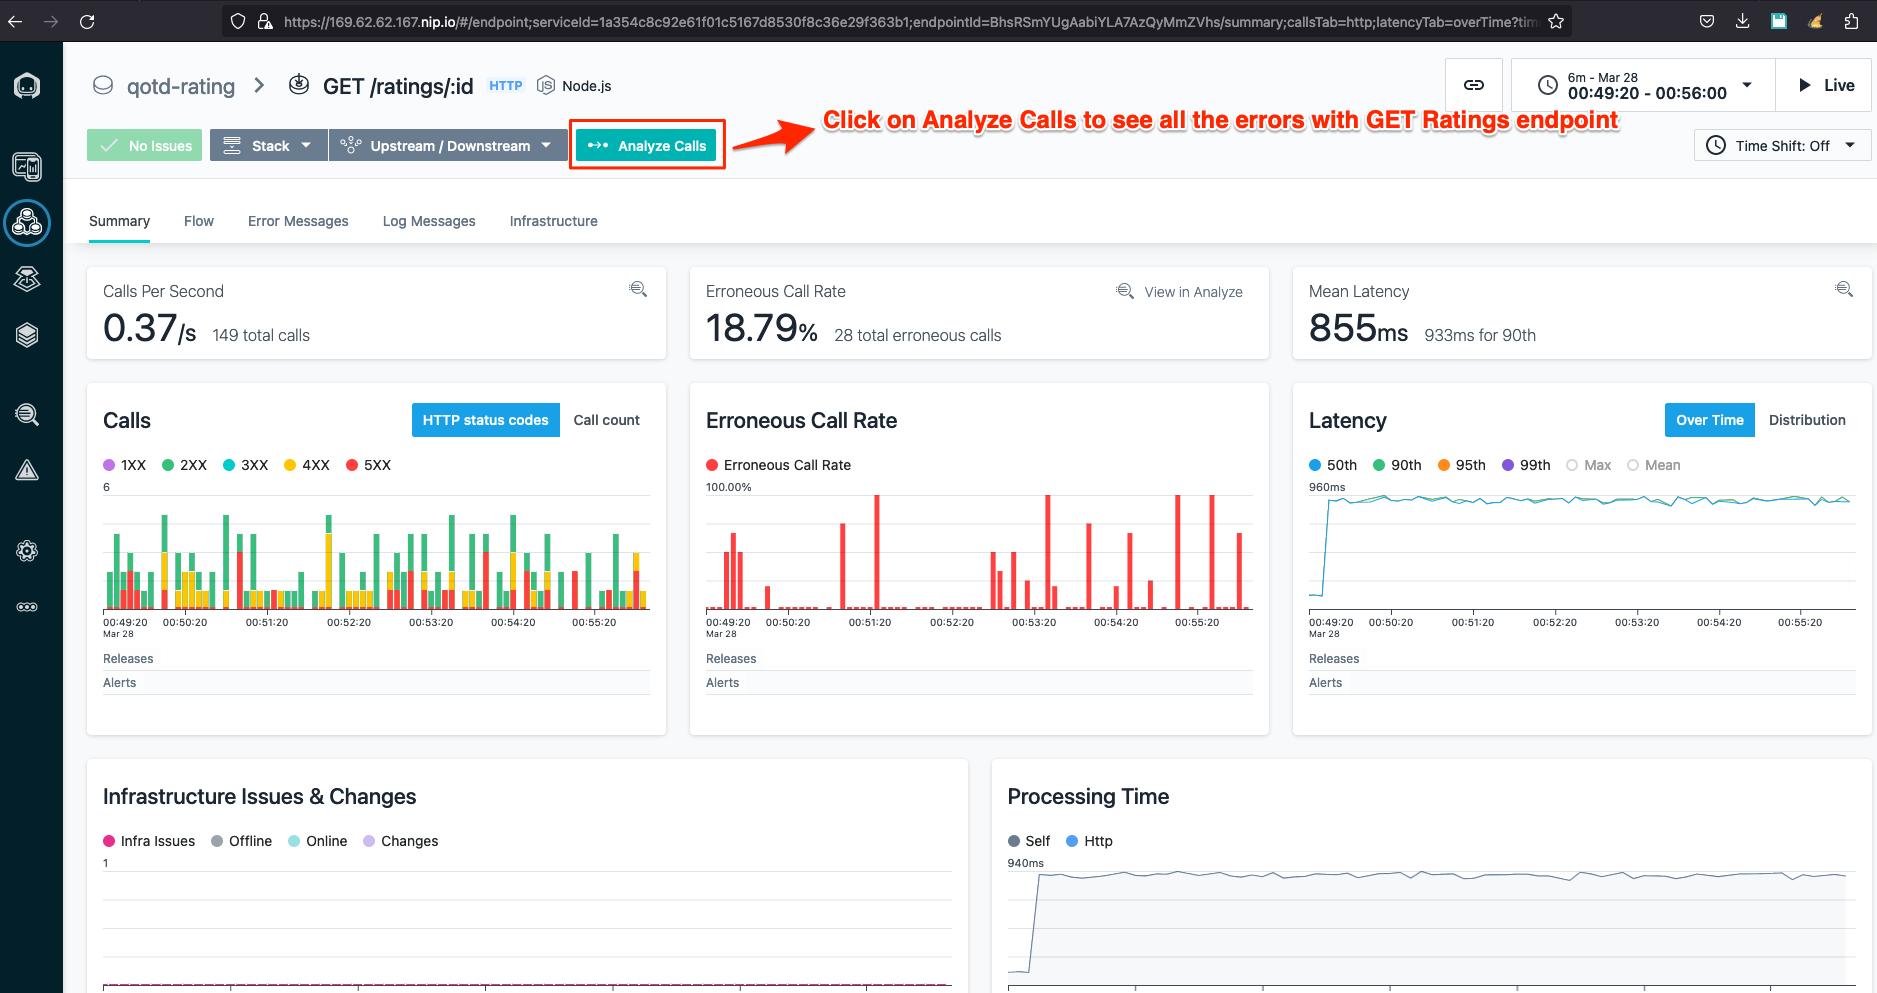 https://169.62.62.167.nip.io/#/endpoint;serviceId=1a354c8c92e61f01c5167d8530f8c36e29f363b1;endpointId=BhsRSmYUgAabiYLA7AzQyMmZVhs/summary;callsTab=http;latencyTab=overTime?tim
qotd-rating
GET /ratings/:id
HTTP
JS
Node.js
6m - Mar 28
00:49:20 - 00:56:00
Live
Click on Analyze Calls to see all the errors with GET Ratings endpoint
No Issues
Stack
Upstream / Downstream
Analyze Calls
Time Shift: Off
Summary
Flow
Error Messages
Log Messages
Infrastructure
Calls Per Second
0.37/s
149 total calls
Erroneous Call Rate
View in Analyze
18.79%
28 total erroneous calls
Mean Latency
855ms
933ms for 90th
Calls
HTTP status codes
Call count
1XX
2XX
3XX
4XX
5XX
6
00:49:20
Mar 28
00:50:20
00:51:20
00:52:20
00:53:20
00:54:20
00:55:20
Releases
Alerts
Erroneous Call Rate
Erroneous Call Rate
100.00%
00:49:20
Mar 28
00:50:20
00:51:20
00:52:20
00:53:20
00:54:20
00:55:20
Releases
Alerts
Latency
Over Time
Distribution
50th
90th
95th
99th
Max
Mean
960ms
00:49:20
Mar 28
00:50:20
00:51:20
00:52:20
00:53:20
00:54:20
00:55:20
Releases
Alerts
Infrastructure Issues & Changes
Infra Issues
Offline
Online
Changes
1
Processing Time
Self
Http
940ms